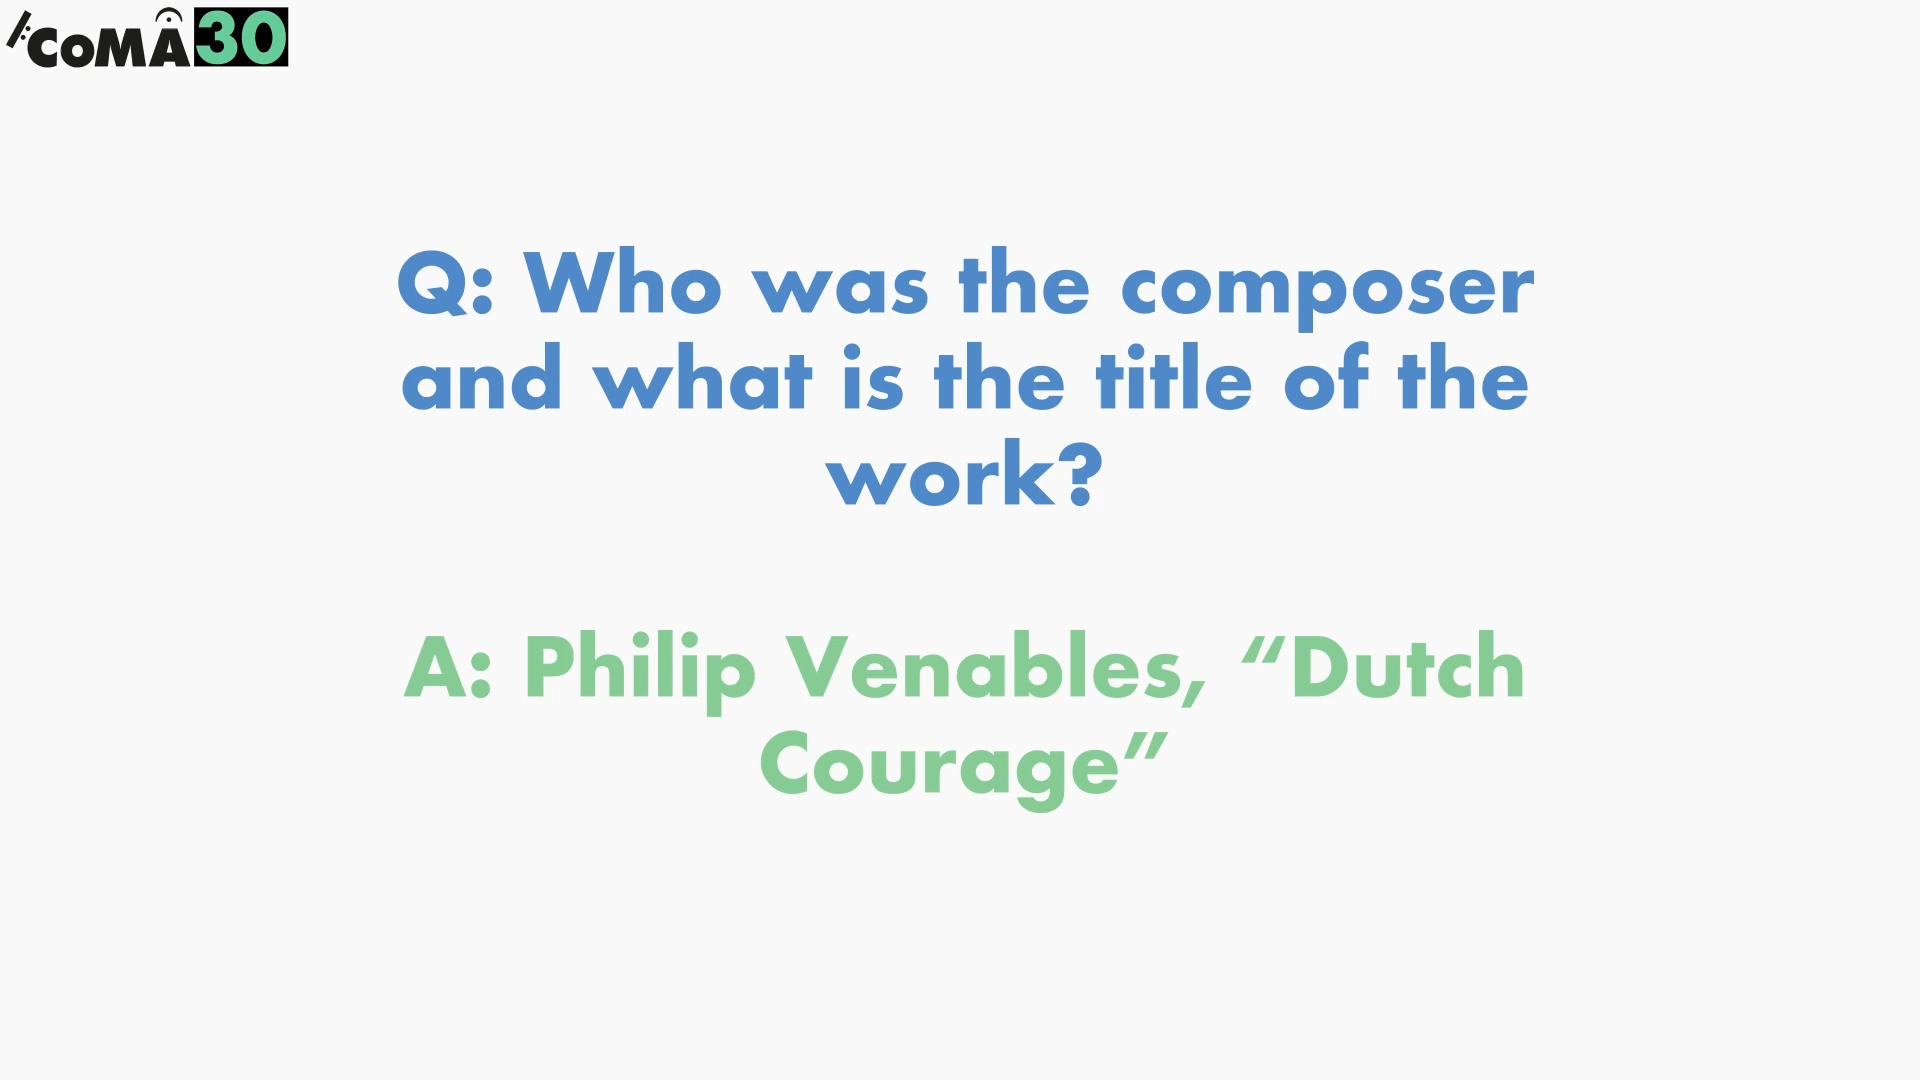 CoMA30
Q: Who was the composer
and what is the title of the
work?
A: Philip Venables, “Dutch
Courage”